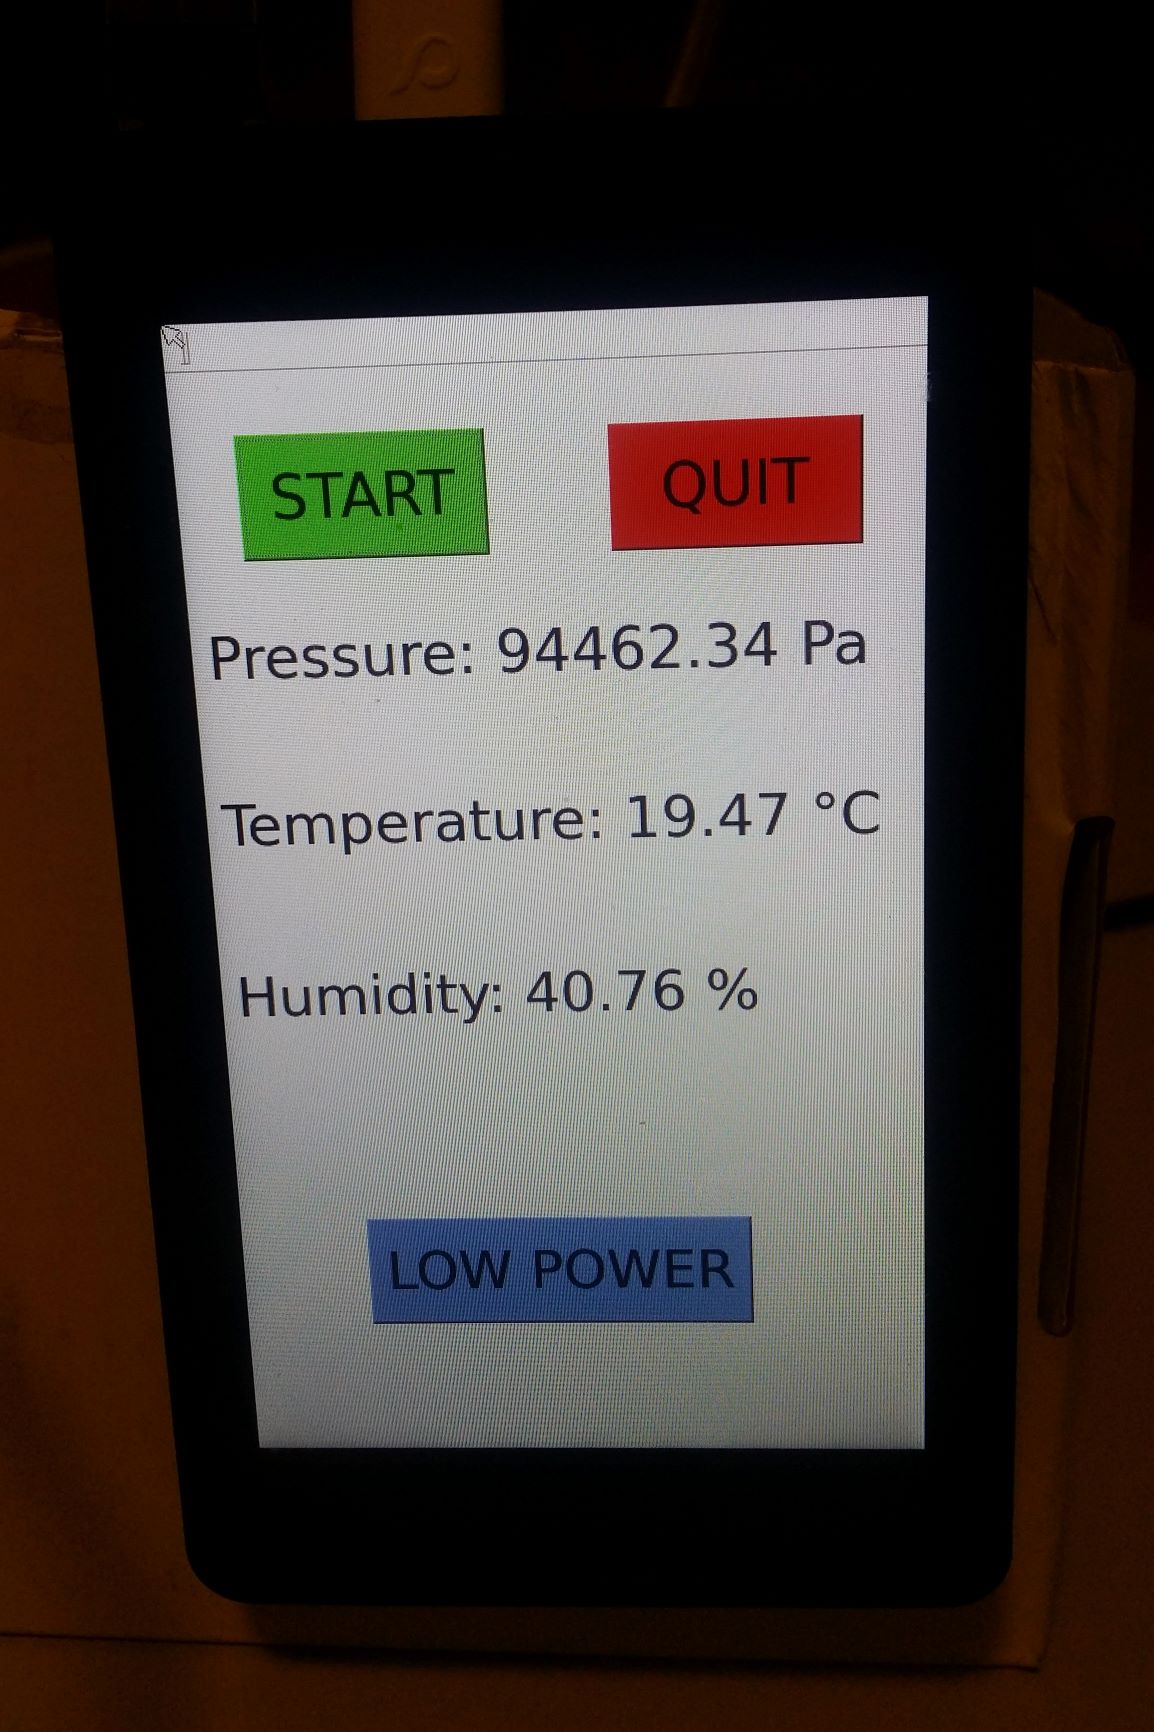 START QUIT
Pressure: 94462.34 Pa
Temperature: 19.47 °C
Humidity: 40.76 %
LOW POWER